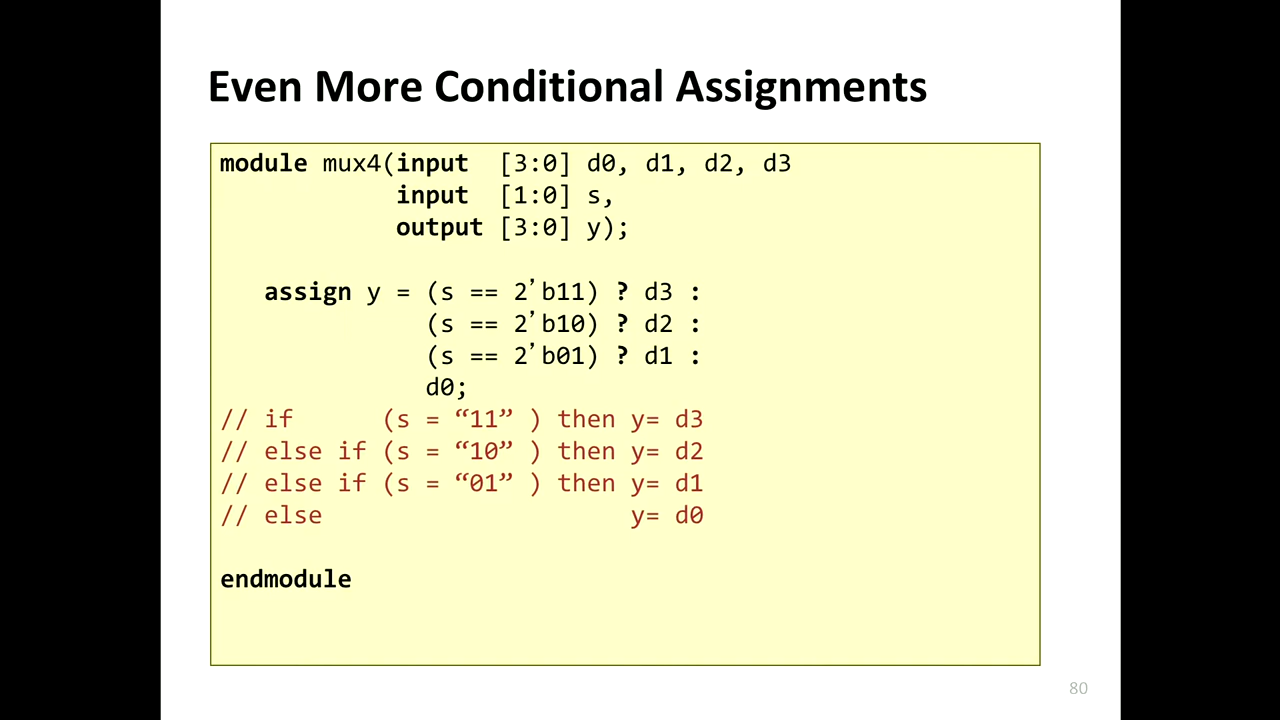 Even More Conditional Assignments
module mux4(input  [3:0] d0, d1, d2, d3
            input  [1:0] s,
            output [3:0] y);
   assign y = (s == 2’b11) ? d3 :
              (s == 2’b10) ? d2 :
              (s == 2’b01) ? d1 :
              d0;
// if      (s = “11” ) then y= d3
// else if (s = “10” ) then y= d2
// else if (s = “01” ) then y= d1
// else                     y= d0
endmodule
80